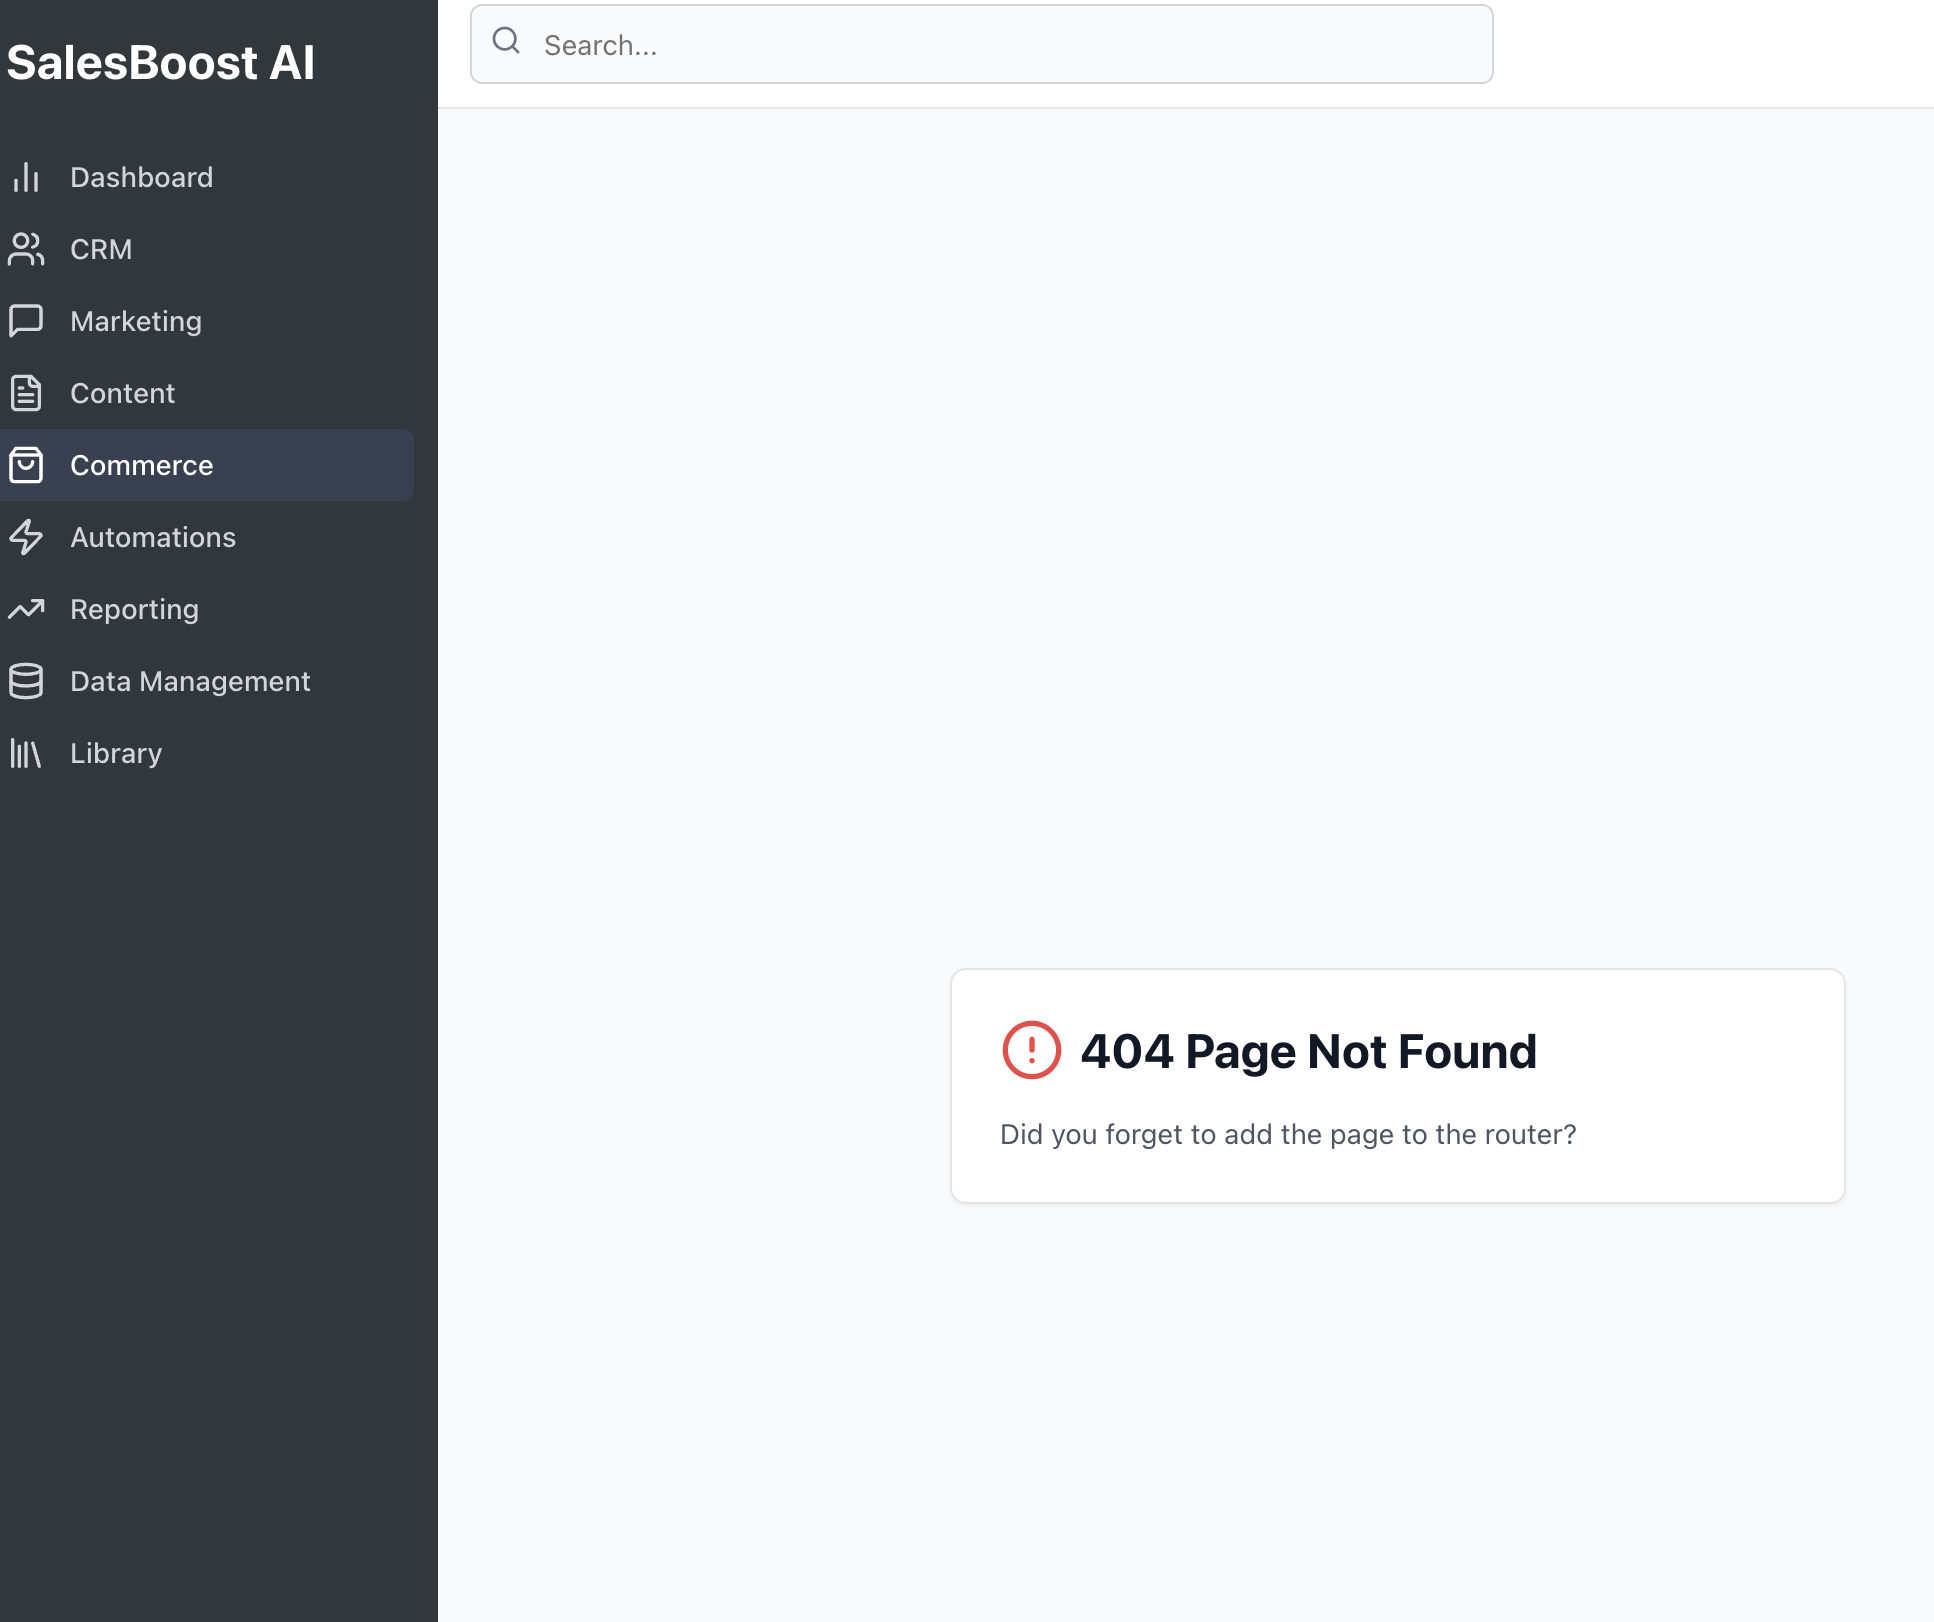 SalesBoost AI
Search...
Dashboard
CRM
Marketing
Content
Commerce
Automations
Reporting
Data Management
Library
404 Page Not Found
Did you forget to add the page to the router?